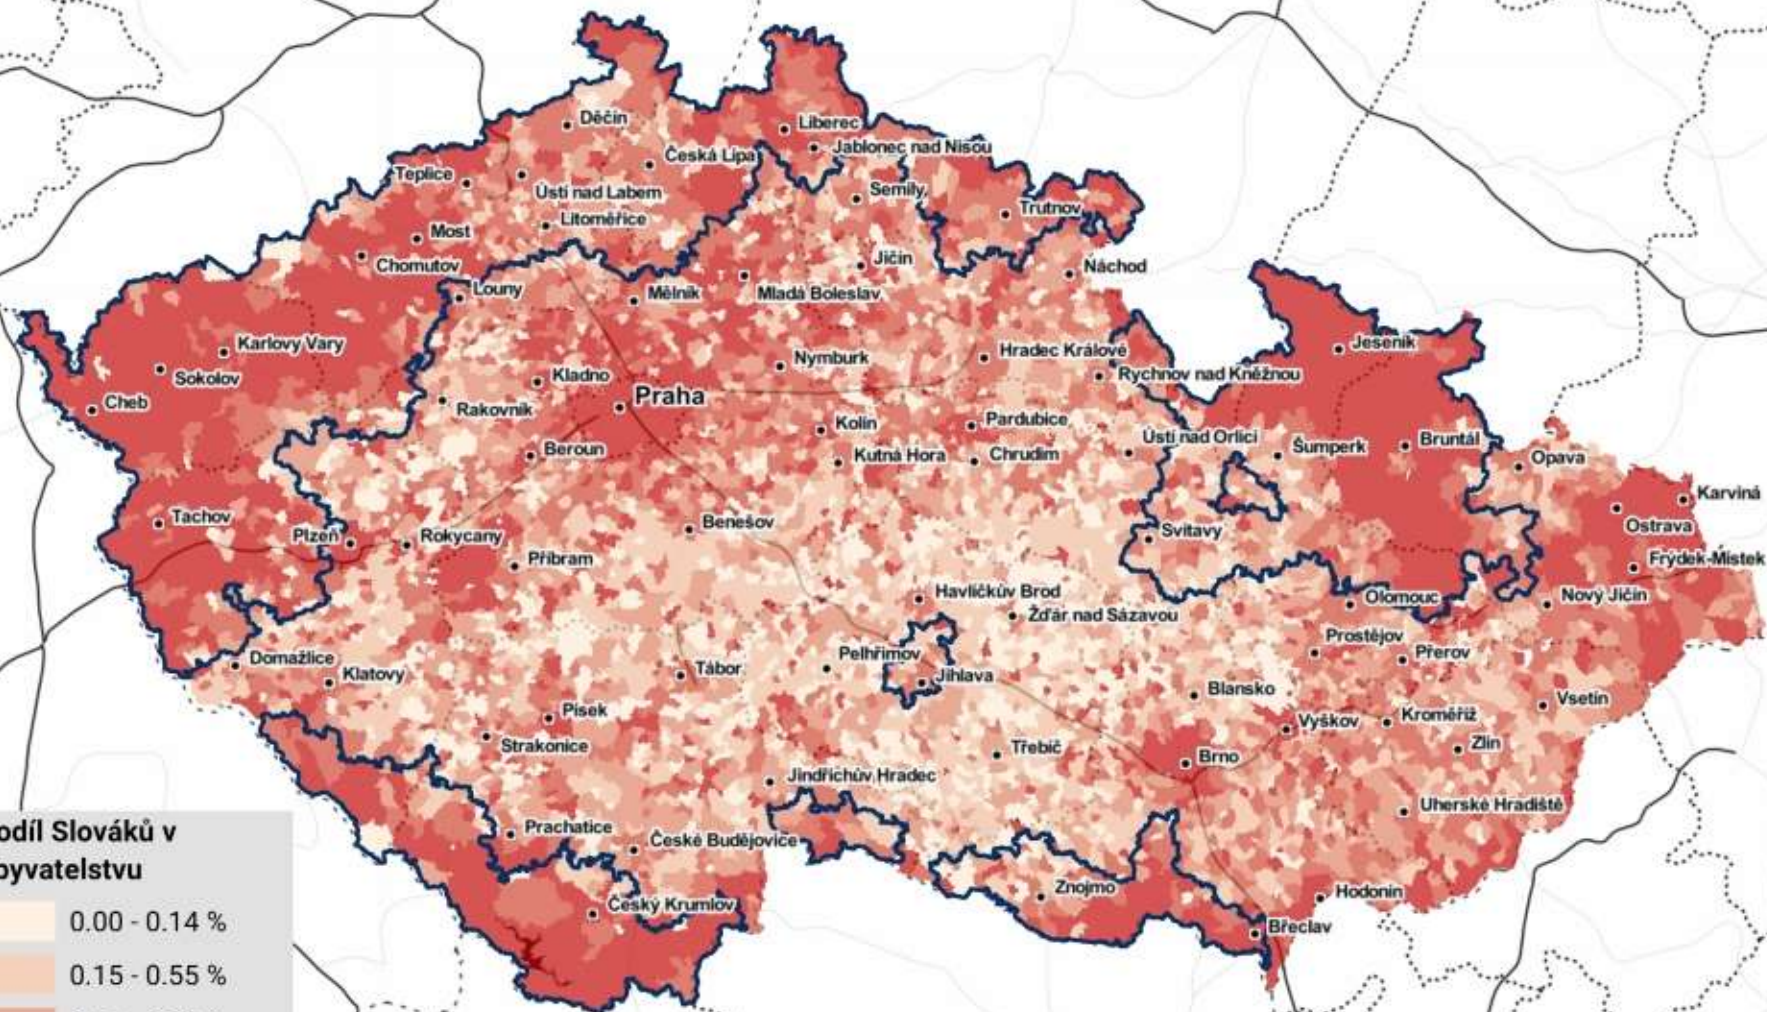 Děčín
Liberec
Jablonec nad Nisou
Česká Lípa
Teplice
Ústí nad Labem
Semily
Litoměřice
Trutnov
Most
Chomutov
Jičín
Náchod
Louny
Mělník
Mladá Boleslav
Karlovy Vary
Jeseník
Hradec Králové
Nymburk
Sokolov
Kladno
Rychnov nad Kněžnou
Praha
Cheb
Rakovník
Kolín
Pardubice
Ústí nad Orlicí
Bruntál
Beroun
Kutná Hora
Chrudim
Šumperk
Opava
Karviná
Tachov
Benešov
Ostrava
Plzeň
Rokycany
Svitavy
Příbram
Frýdek-Místek
Havlíčkův Brod
Olomouc
Nový Jičín
Žďár nad Sázavou
Prostějov
Přerov
Domažlice
Pelhřimov
Klatovy
Tábor
Jihlava
Blansko
Vsetín
Písek
Vyškov
Kroměříž
Strakonice
Třebíč
Zlín
Brno
Jindřichův Hradec
Uherské Hradiště
Prachatice
České Budějovice
Znojmo
Hodonín
Český Krumlov
Břeclav
odíl Slováků v
byvatelstvu
0.00 - 0.14 %
0.15 - 0.55 %